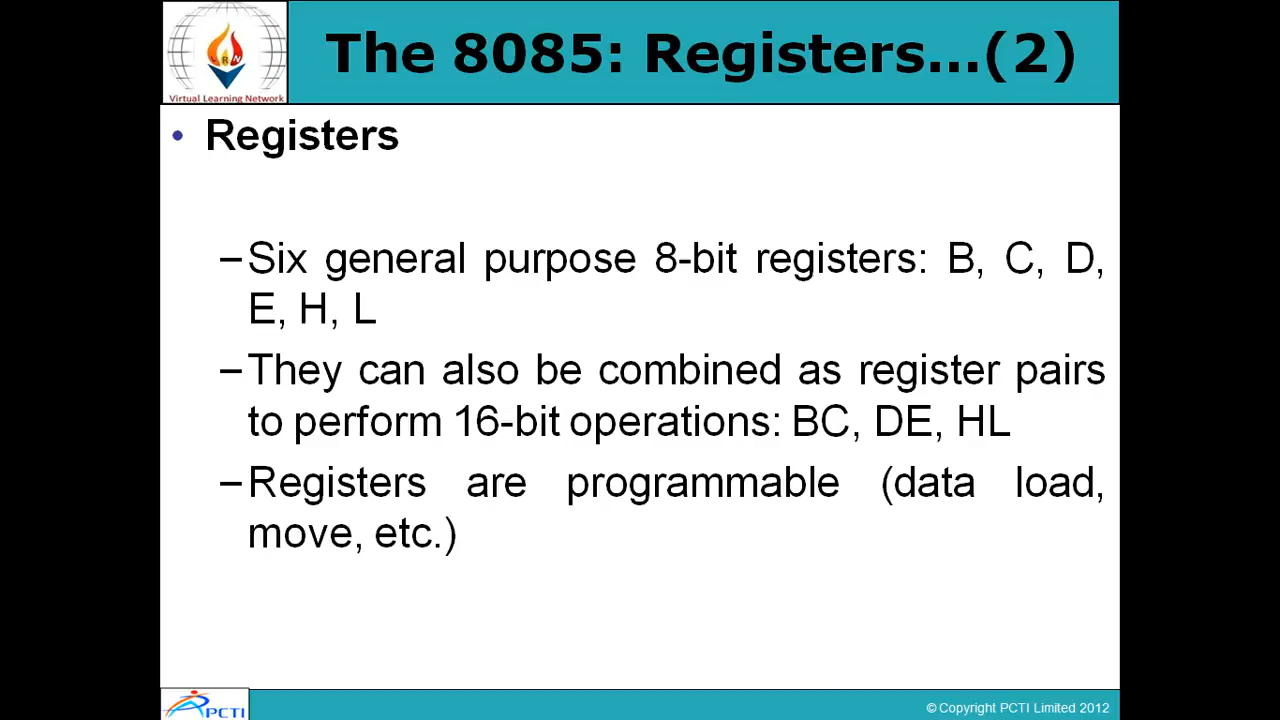 The 8085: Registers...(2)
Virtual Learning Network
• Registers
–Six general purpose 8-bit registers: B, C, D,
E, H, L
–They can also be combined as register pairs
to perform 16-bit operations: BC, DE, HL
–Registers are programmable (data load,
move, etc.)
PCTI
© Copyright PCTI Limited 2012